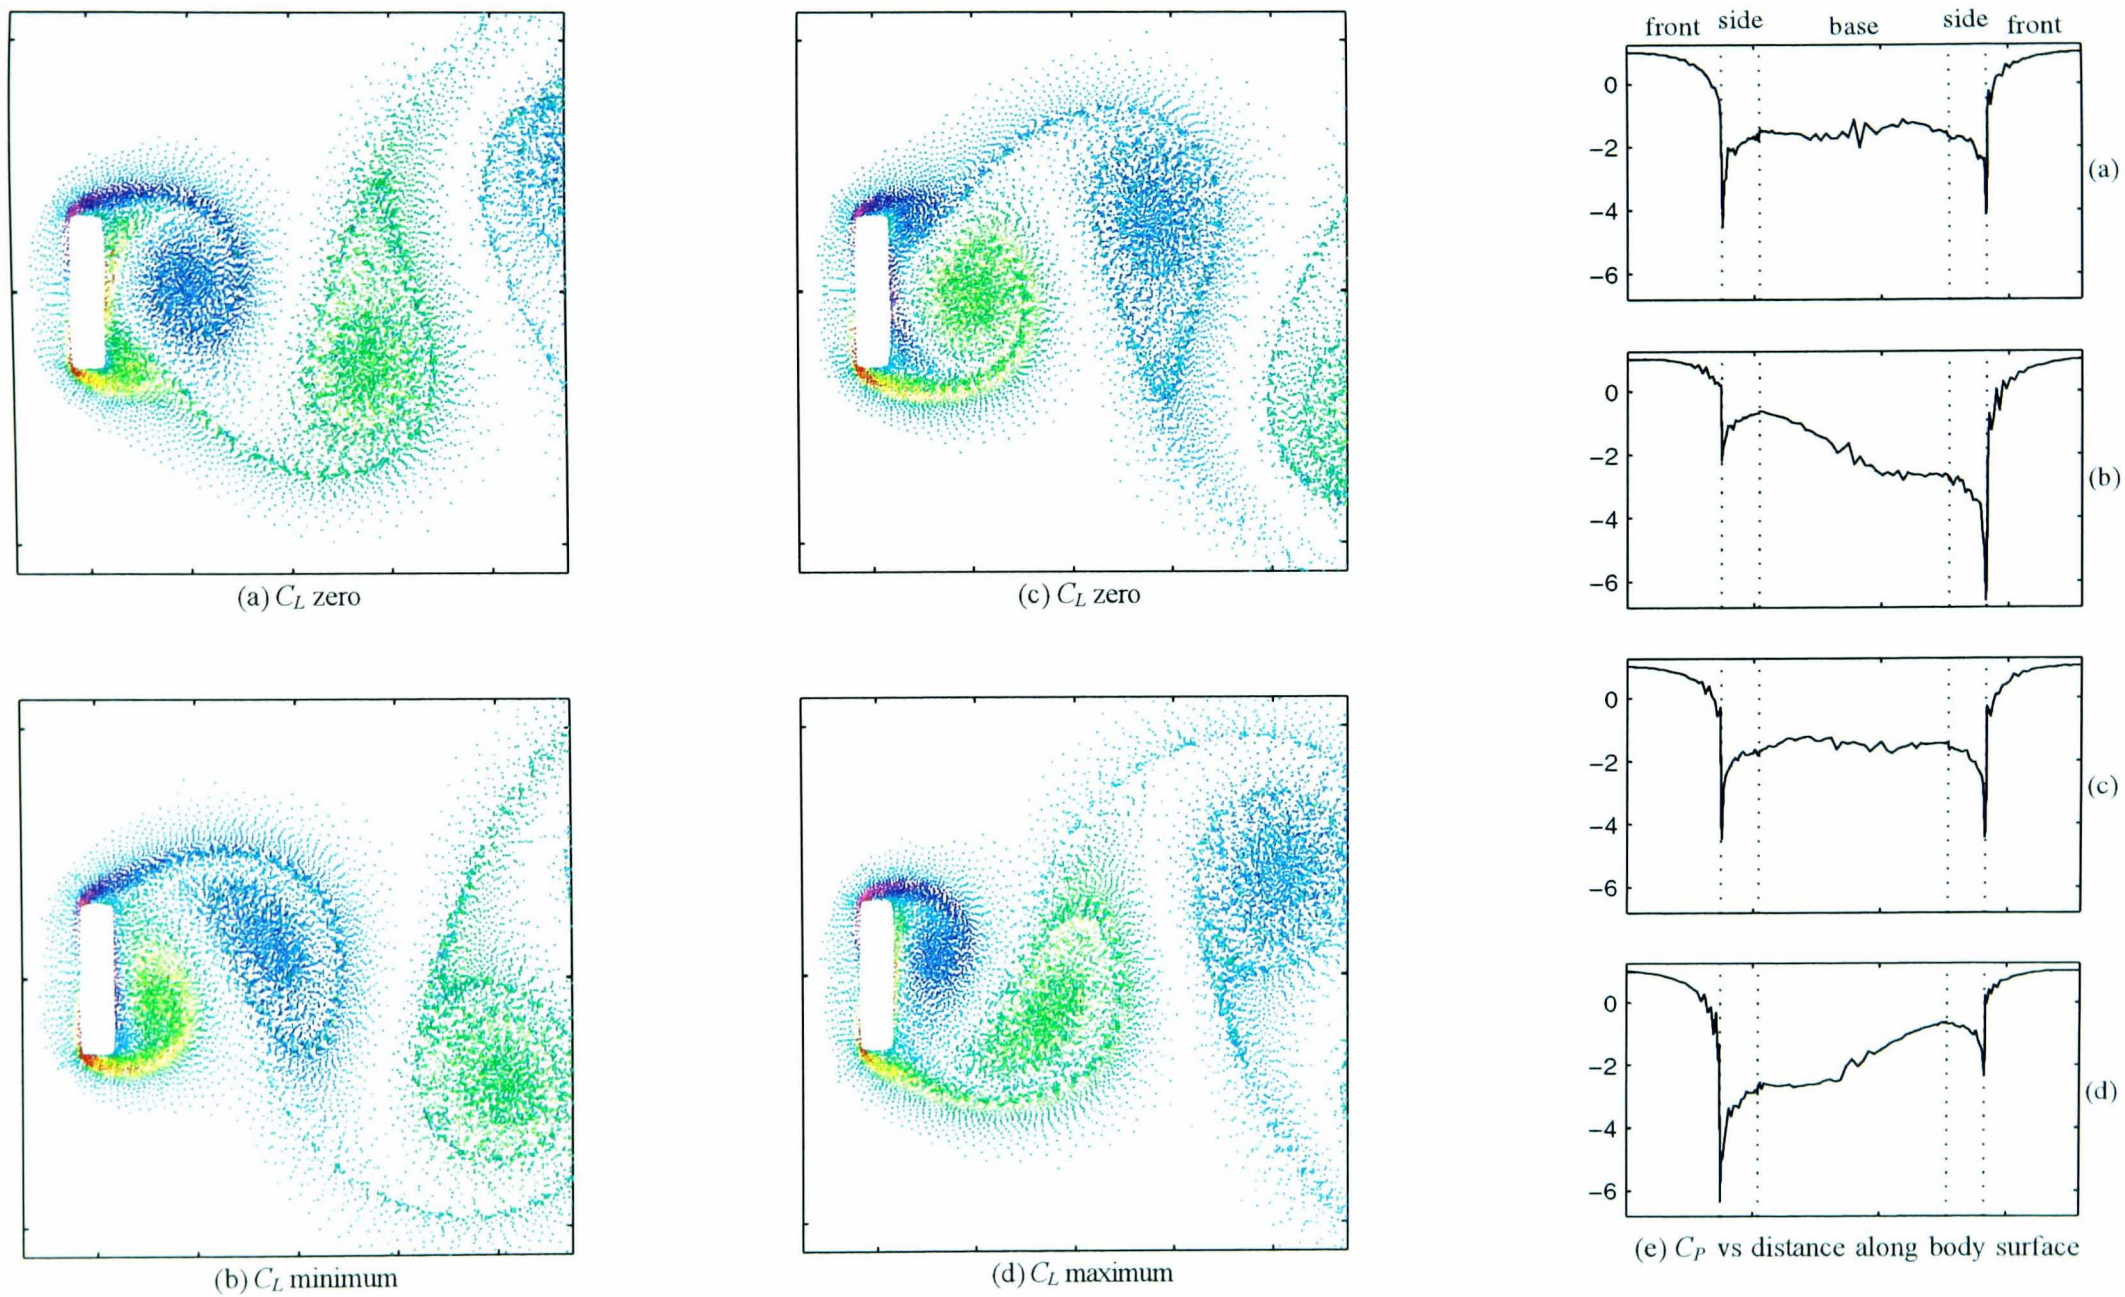 (a) C_L zero
(c) C_L zero
(b) C_L minimum
(d) C_L maximum
front side base side front
0
−2
−4
−6
(a)
0
−2
−4
−6
(b)
0
−2
−4
−6
(c)
0
−2
−4
−6
(d)
(e) C_P vs distance along body surface